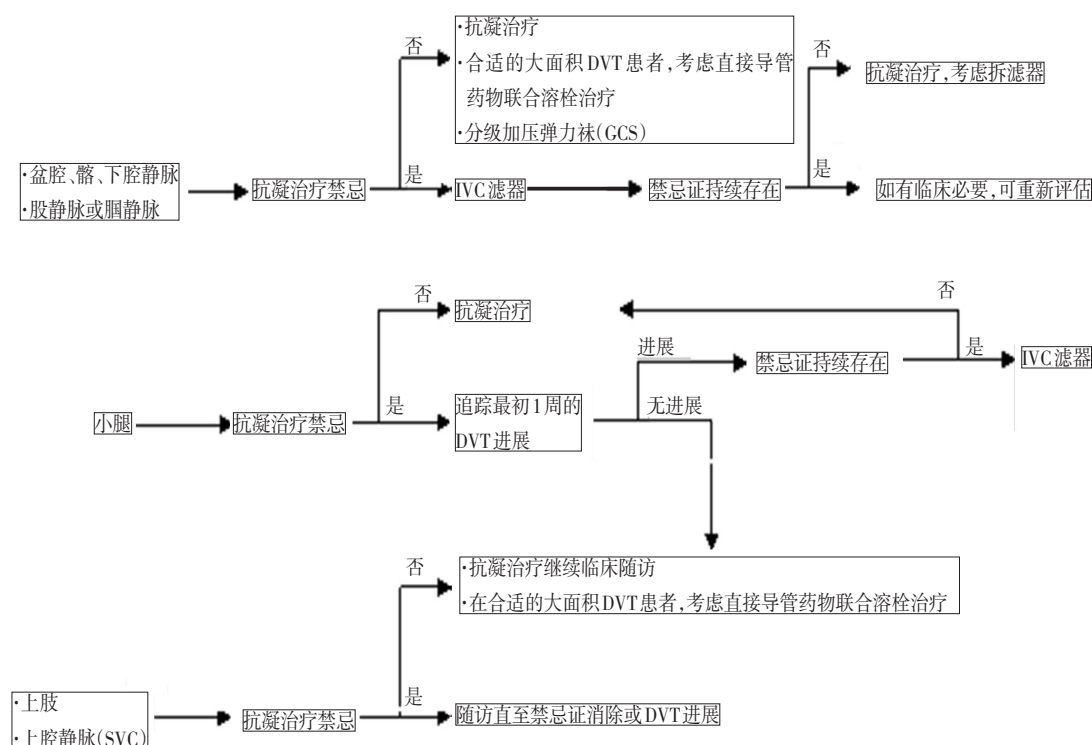 否
·抗凝治疗
·合适的大面积DVT患者,考虑直接导管
药物联合溶栓治疗
·分级加压弹力袜(GCS)
否
抗凝治疗,考虑拆滤器
·盆腔、髂、下腔静脉
·股静脉或腘静脉
抗凝治疗禁忌
是
IVC滤器
禁忌证持续存在
是
如有临床必要,可重新评估
否
抗凝治疗
否
小腿
抗凝治疗禁忌
是
追踪最初1周的
DVT进展
进展
无进展
禁忌证持续存在
是
IVC滤器
否
·抗凝治疗继续临床随访
·在合适的大面积DVT患者,考虑直接导管药物联合溶栓治疗
·上肢
·上腔静脉(SVC)
抗凝治疗禁忌
是
随访直至禁忌证消除或DVT进展